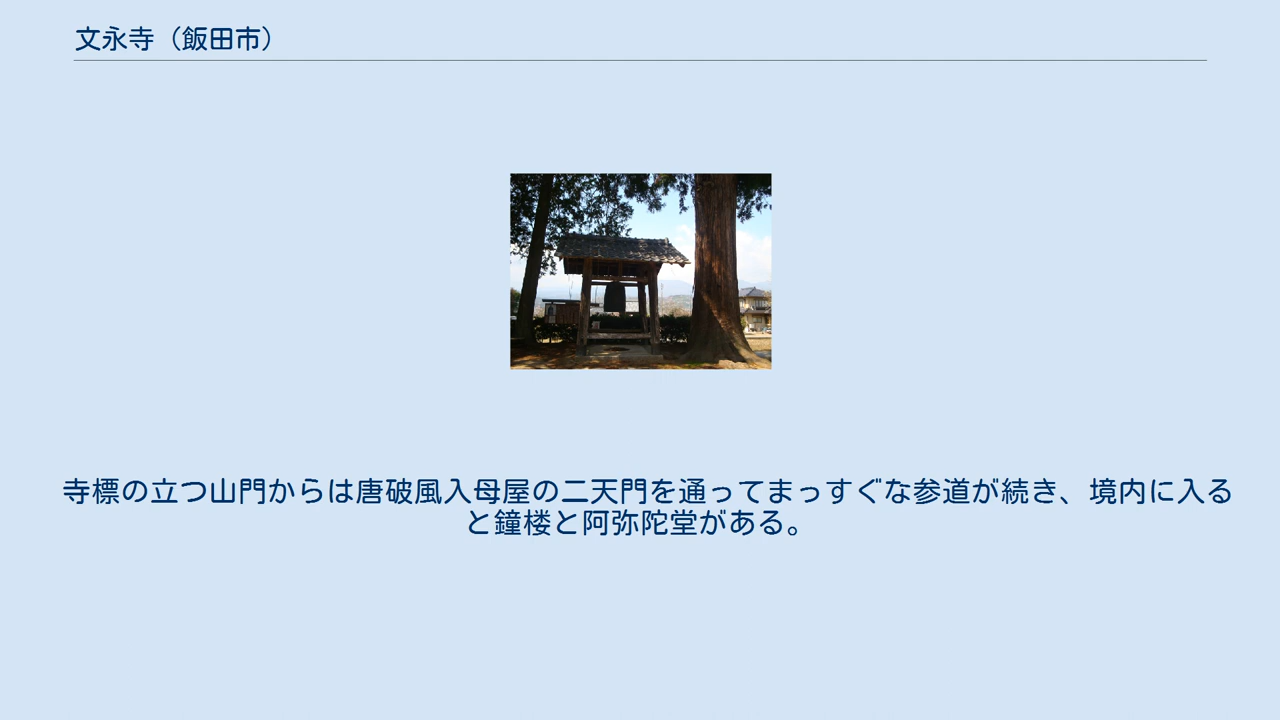 文永寺（飯田市）
寺標の立つ山門からは唐破風入母屋の二天門を通ってまっすぐな参道が続き、境内に入る
と鐘楼と阿弥陀堂がある。